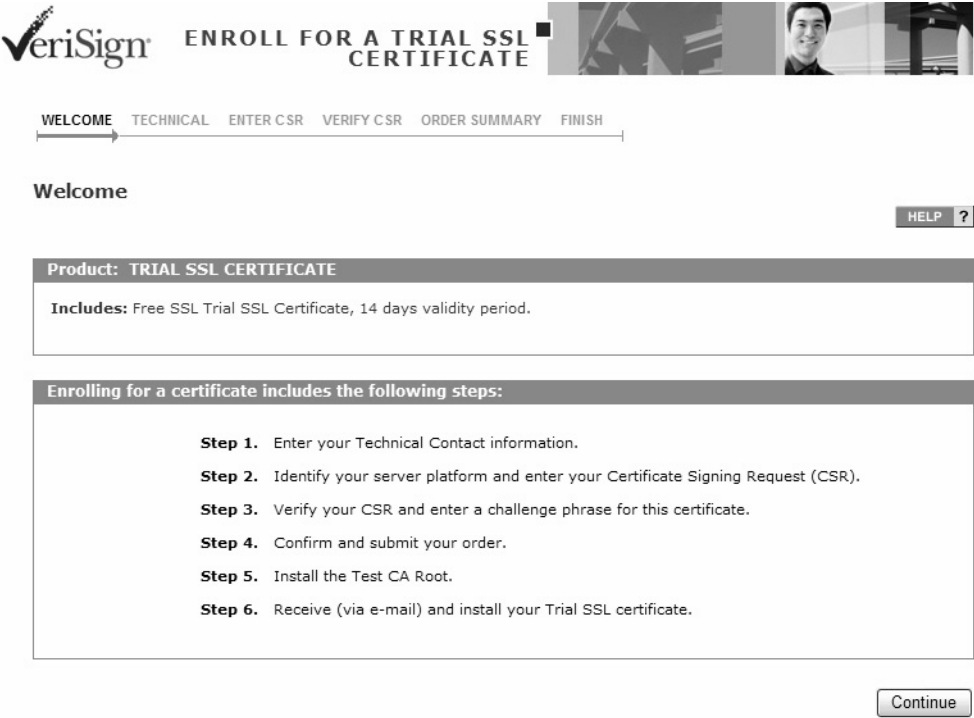 VeriSign
ENROLL FOR A TRIAL SSL
CERTIFICATE
WELCOME TECHNICAL ENTER CSR VERIFY CSR ORDER SUMMARY FINISH
Welcome
HELP ?
Product: TRIAL SSL CERTIFICATE
Includes: Free SSL Trial SSL Certificate, 14 days validity period.
Enrolling for a certificate includes the following steps:
Step 1. Enter your Technical Contact information.
Step 2. Identify your server platform and enter your Certificate Signing Request (CSR).
Step 3. Verify your CSR and enter a challenge phrase for this certificate.
Step 4. Confirm and submit your order.
Step 5. Install the Test CA Root.
Step 6. Receive (via e-mail) and install your Trial SSL certificate.
Continue